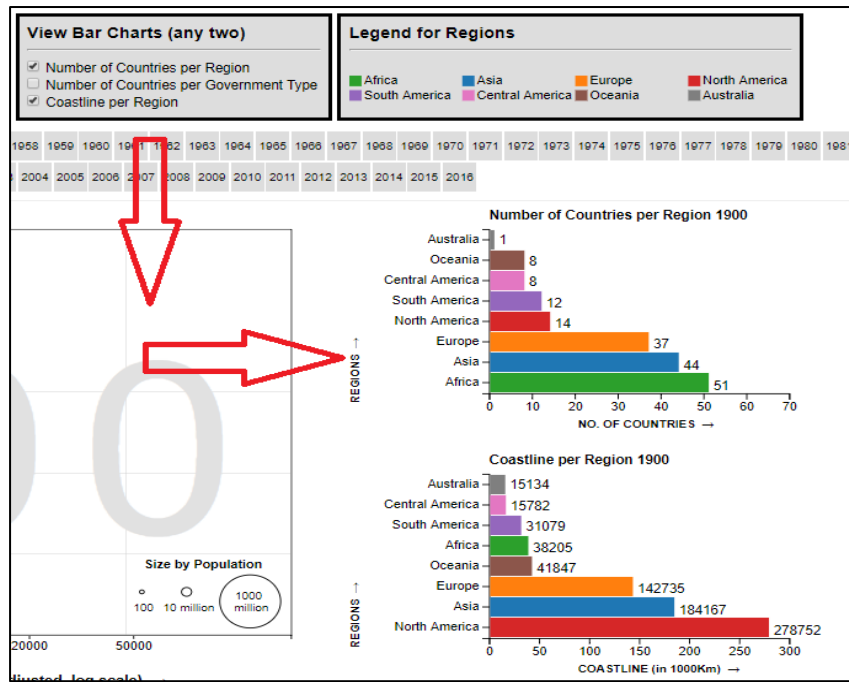 View Bar Charts (any two)
Number of Countries per Region
Number of Countries per Government Type
Coastline per Region
Legend for Regions
Africa Asia Europe North America
South America Central America Oceania Australia
1958 1959 1960 1961 1962 1963 1964 1965 1966 1967 1968 1969 1970 1971 1972 1973 1974 1975 1976 1977 1978 1979 1980 1981
2004 2005 2006 2007 2008 2009 2010 2011 2012 2013 2014 2015 2016
Number of Countries per Region 1900
Australia 1
Oceania 8
Central America 8
South America 12
North America 14
Europe 37
Asia 44
Africa 51
REGIONS →
0 10 20 30 40 50 60 70
NO. OF COUNTRIES →
Coastline per Region 1900
Australia 15134
Central America 15782
South America 31079
Africa 38205
Oceania 41847
Europe 142735
Asia 184167
North America 278752
REGIONS →
0 50 100 150 200 250 300
COASTLINE (in 1000Km) →
0
Size by Population
100 10 million 1000 million
20000 50000
log scale)